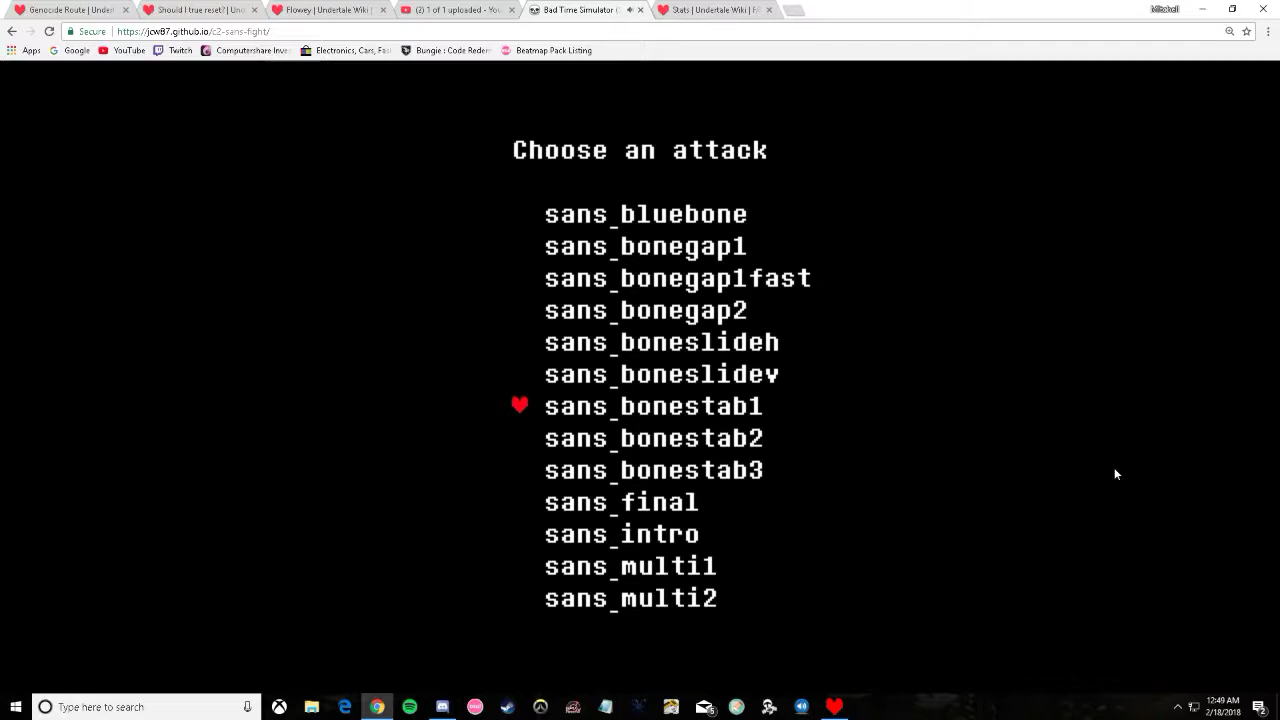 Genocide Route | Undert
Should I true reset? | Und
Flowey | Undertale Wiki |
(2) 1 of 1 uploaded - You
Bad Time Simulator (
Stats | Undertale Wiki | F
Mitchell
Secure
https://jcw87.github.io/c2-sans-fight/
Apps
Google
YouTube
Twitch
Computershare Inve
Electronics, Cars, Fas
Bungie : Code Redem
Beatmap Pack Listing
Choose an attack
sans_bluebone
sans_bonegap1
sans_bonegap1fast
sans_bonegap2
sans_boneslideh
sans_boneslidev
sans_bonestab1
sans_bonestab2
sans_bonestab3
sans_final
sans_intro
sans_multi1
sans_multi2
Type here to search
12:49 AM
2/18/2018